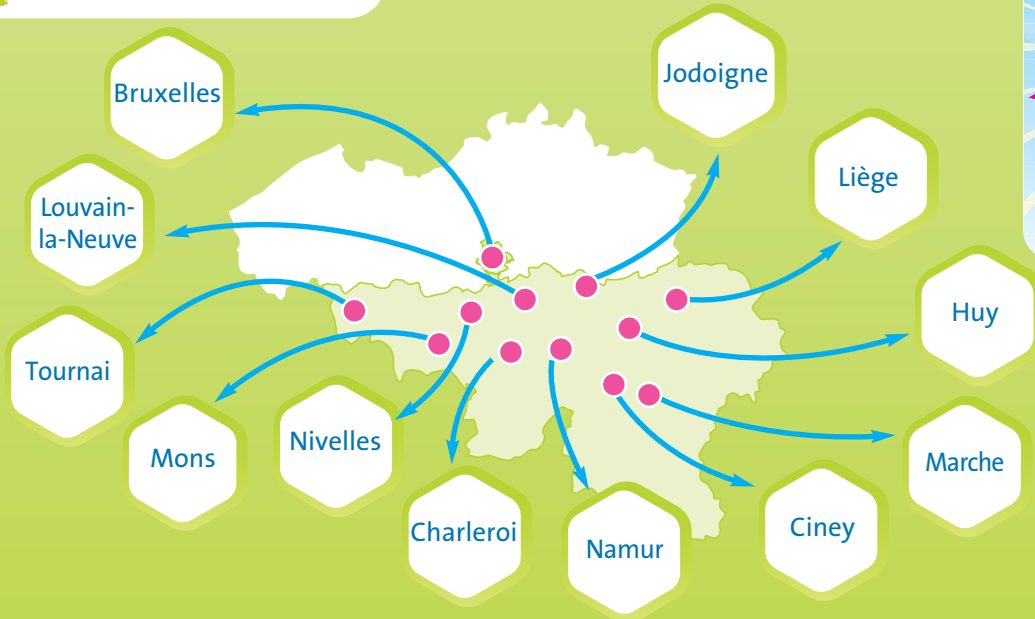 Bruxelles
Jodoigne
Liège
Louvain-
la-Neuve
Huy
Tournai
Mons
Nivelles
Charleroi
Namur
Ciney
Marche